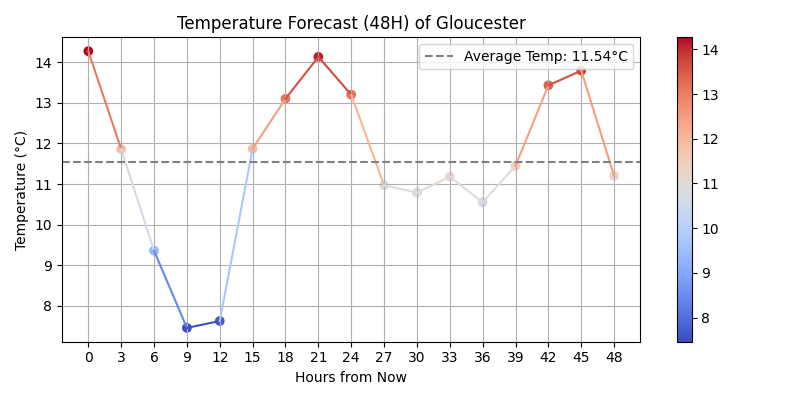 Temperature Forecast (48H) of Gloucester
Average Temp: 11.54°C
Temperature (°C)
14
13
12
11
10
9
8
0 3 6 9 12 15 18 21 24 27 30 33 36 39 42 45 48
Hours from Now
14
13
12
11
10
9
8